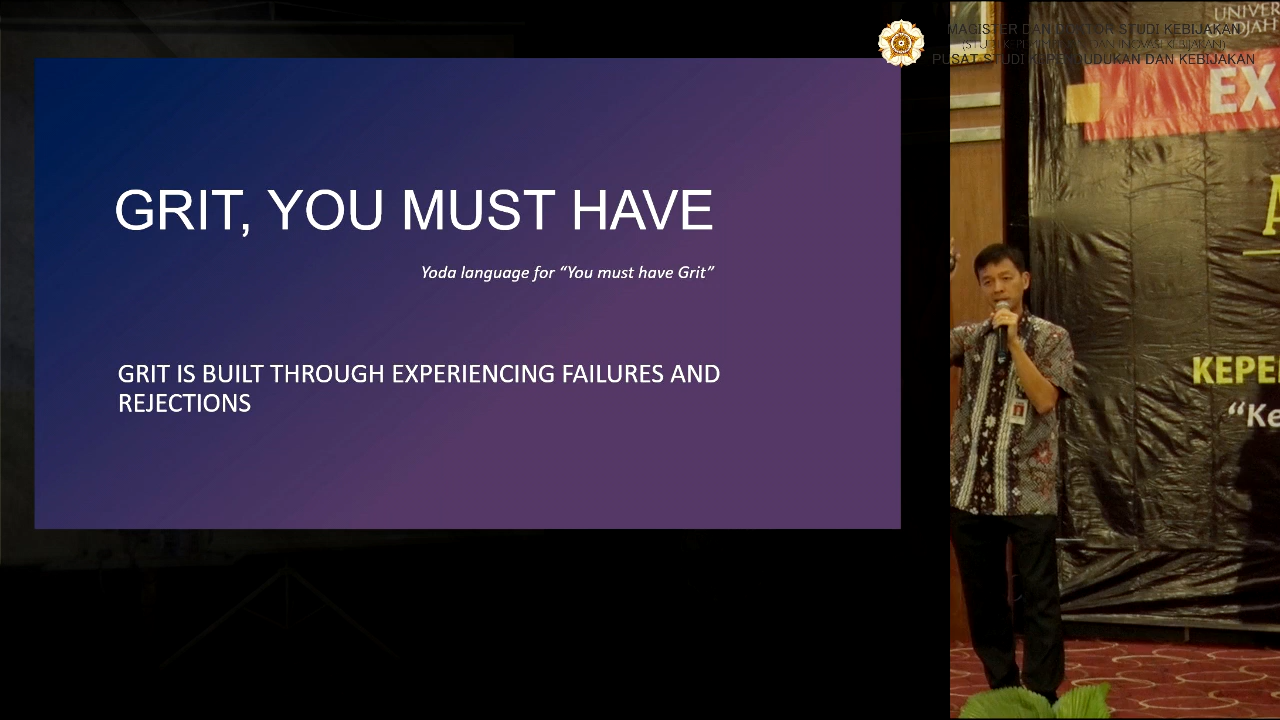 MAGISTER DAN DOKTOR STUDI KEBIJAKAN
PUSAT STUDI KEPENDUDUKAN DAN KEBIJAKAN
GRIT, YOU MUST HAVE
Yoda language for “You must have Grit”
GRIT IS BUILT THROUGH EXPERIENCING FAILURES AND
REJECTIONS
UNIVER
EX
KEPE
“Ke